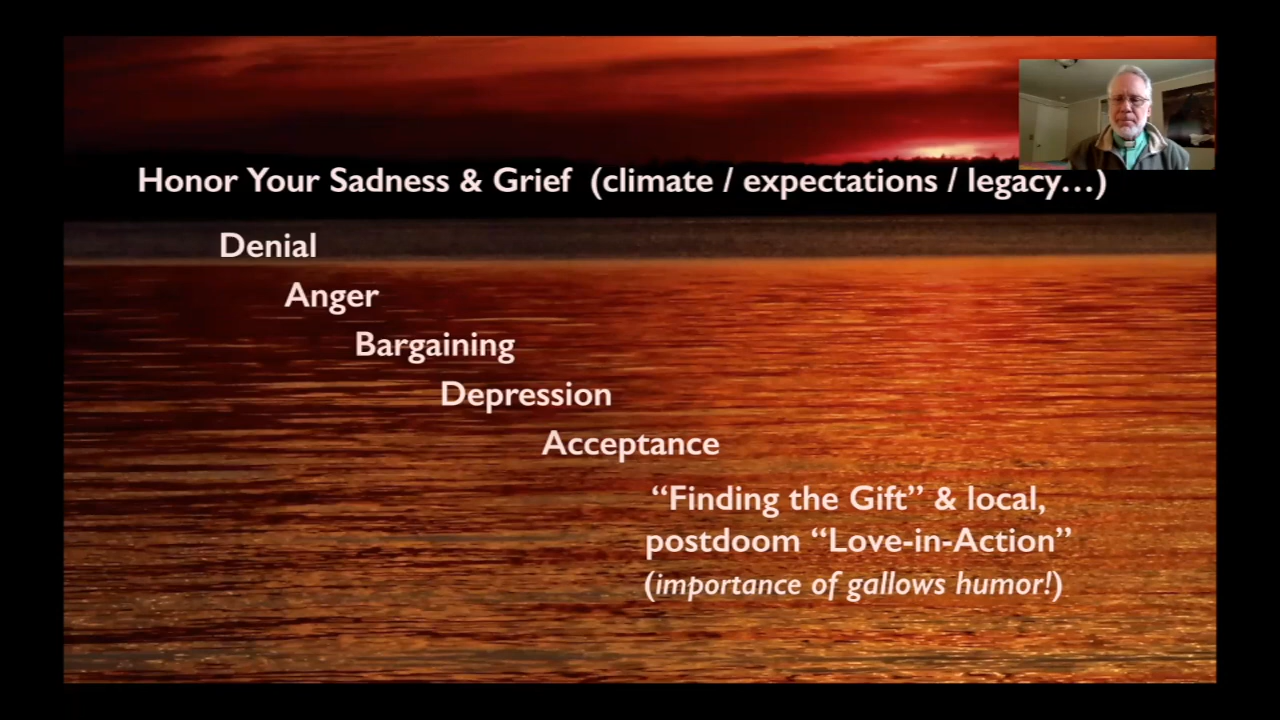 Honor Your Sadness & Grief (climate / expectations / legacy…)
Denial
Anger
Bargaining
Depression
Acceptance
“Finding the Gift” & local,
postdoom “Love-in-Action”
(importance of gallows humor!)